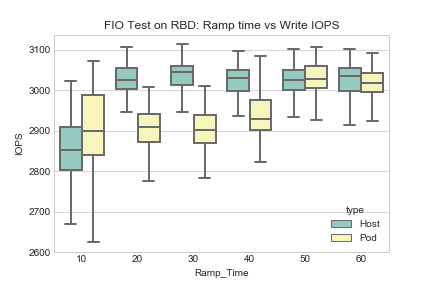 FIO Test on RBD: Ramp time vs Write IOPS
3100
3000
2900
2800
2700
2600
IOPS
type
Host
Pod
10 20 30 40 50 60
Ramp_Time